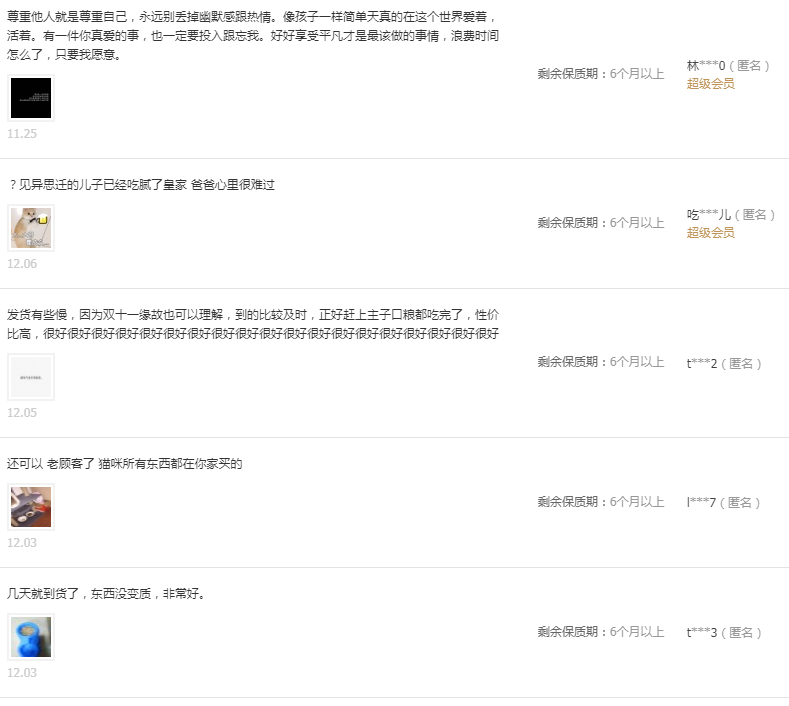 尊重他人就是尊重自己，永远别丢掉幽默感跟热情。像孩子一样简单天真的在这个世界爱着，
活着。有一件你真爱的事，也一定要投入跟忘我。好好享受平凡才是最该做的事情，浪费时间
怎么了，只要我愿意。
11.25
剩余保质期：6个月以上
林***0（匿名）
超级会员
？见异思迁的儿子已经吃腻了皇家 爸爸心里很难过
12.06
剩余保质期：6个月以上
吃***儿（匿名）
超级会员
发货有些慢，因为双十一缘故也可以理解，到的比较及时，正好赶上主子口粮都吃完了，性价
比高，很好很好很好很好很好很好很好很好很好很好很好很好很好很好很好很好很好很好很好
12.05
剩余保质期：6个月以上
t***2（匿名）
还可以 老顾客了 猫咪所有东西都在你家买的
12.03
剩余保质期：6个月以上
l***7（匿名）
几天就到货了，东西没变质，非常好。
12.03
剩余保质期：6个月以上
t***3（匿名）